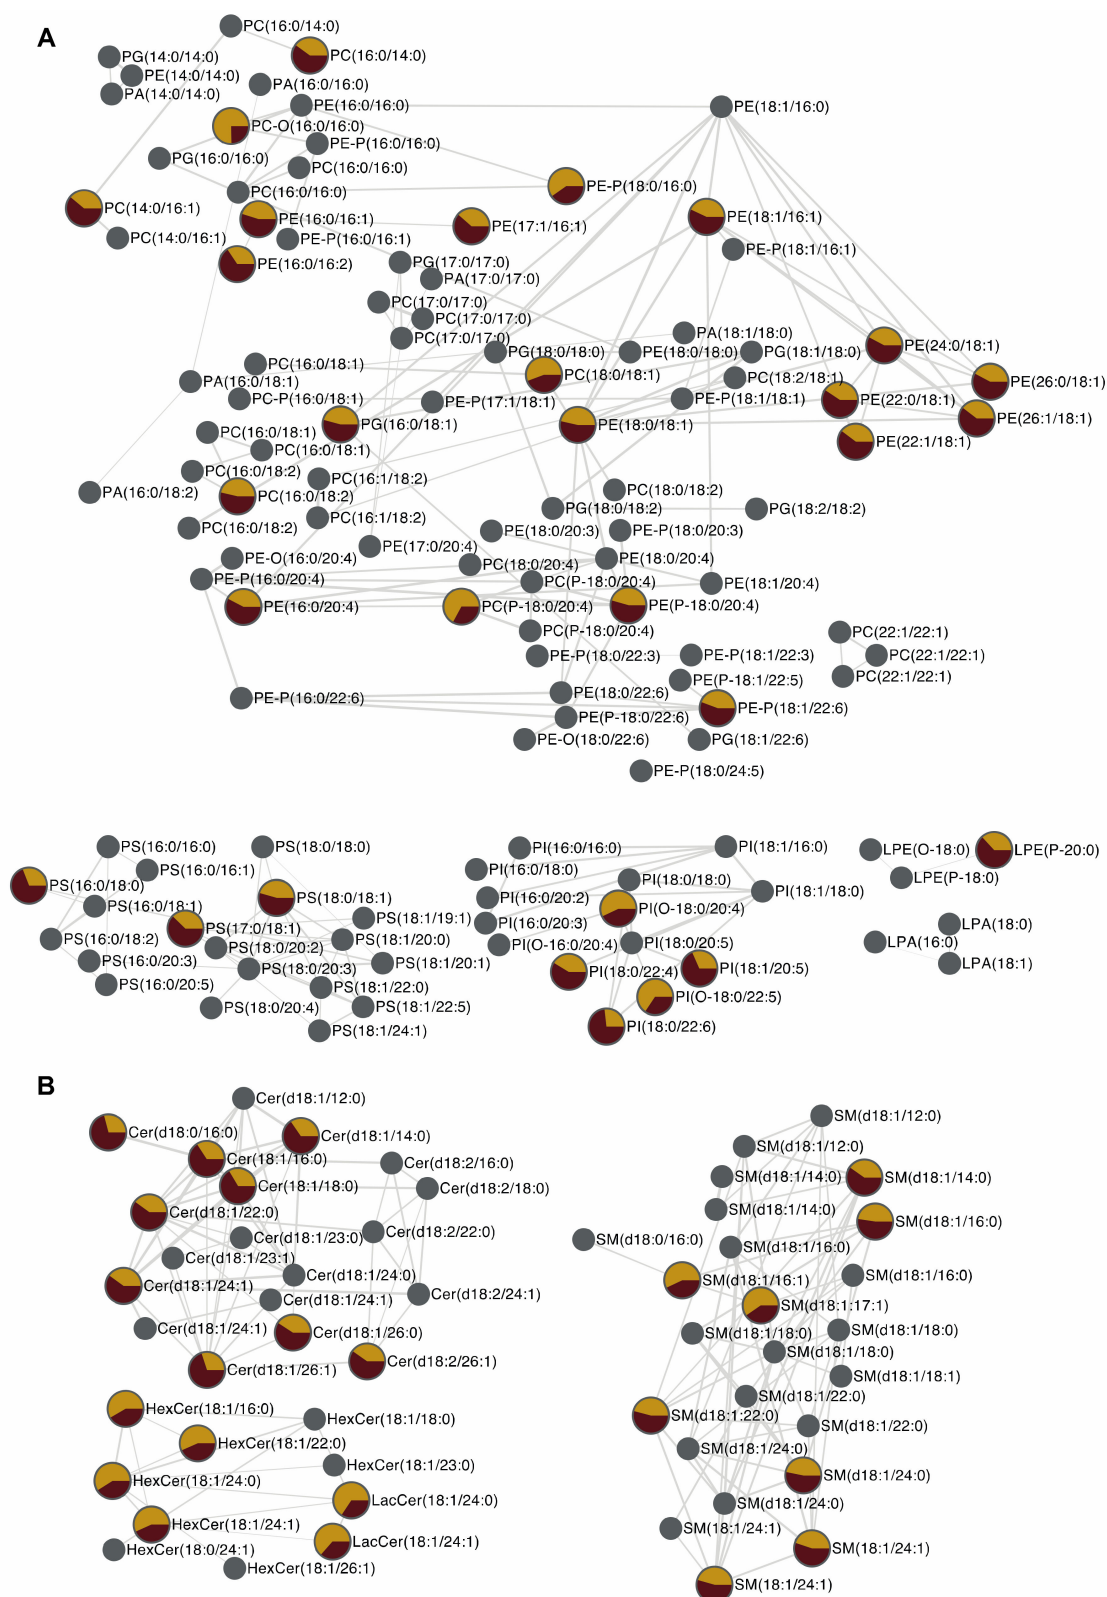 A
PC(16:0/14:0)
PC(16:0/14:0)
PG(14:0/14:0)
PE(14:0/14:0)
PA(14:0/14:0)
PA(16:0/16:0)
PE(16:0/16:0)
PE(18:1/16:0)
PC-O(16:0/16:0)
PE-P(16:0/16:0)
PG(16:0/16:0)
PC(16:0/16:0)
PC(16:0/16:0)
PE-P(18:0/16:0)
PC(14:0/16:1)
PE(16:0/16:1)
PE(17:1/16:1)
PE(18:1/16:1)
PC(14:0/16:1)
PE-P(16:0/16:1)
PE-P(18:1/16:1)
PE(16:0/16:2)
PG(17:0/17:0)
PA(17:0/17:0)
PC(17:0/17:0)
PC(17:0/17:0)
PC(17:0/17:0)
PA(18:1/18:0)
PG(18:0/18:0)
PE(18:0/18:0)
PG(18:1/18:0)
PE(24:0/18:1)
PC(16:0/18:1)
PC(18:0/18:1)
PC(18:2/18:1)
PE(26:0/18:1)
PA(16:0/18:1)
PC-P(16:0/18:1)
PE-P(17:1/18:1)
PE-P(18:1/18:1)
PE(22:0/18:1)
PE(26:1/18:1)
PG(16:0/18:1)
PE(18:0/18:1)
PE(22:1/18:1)
PC(16:0/18:1)
PC(16:0/18:1)
PC(16:0/18:2)
PC(16:1/18:2)
PA(16:0/18:2)
PC(16:0/18:2)
PC(18:0/18:2)
PC(16:0/18:2)
PC(16:1/18:2)
PG(18:0/18:2)
PG(18:2/18:2)
PE(18:0/20:3)
PE-P(18:0/20:3)
PE(17:0/20:4)
PE-O(16:0/20:4)
PC(18:0/20:4)
PE(18:0/20:4)
PE-P(16:0/20:4)
PC(P-18:0/20:4)
PE(18:1/20:4)
PE(16:0/20:4)
PC(P-18:0/20:4)
PE(P-18:0/20:4)
PC(P-18:0/20:4)
PC(22:1/22:1)
PE-P(18:0/22:3)
PE-P(18:1/22:3)
PC(22:1/22:1)
PC(22:1/22:1)
PE(P-18:1/22:5)
PE-P(16:0/22:6)
PE(18:0/22:6)
PE-P(18:1/22:6)
PE(P-18:0/22:6)
PE-O(18:0/22:6)
PG(18:1/22:6)
PE-P(18:0/24:5)
PS(16:0/16:0)
PS(18:0/18:0)
PS(16:0/16:1)
PS(16:0/18:0)
PS(18:0/18:1)
PS(16:0/18:1)
PS(18:1/19:1)
PS(17:0/18:1)
PS(16:0/18:2)
PS(18:0/20:2)
PS(18:1/20:0)
PS(16:0/20:3)
PS(18:0/20:3)
PS(18:1/20:1)
PS(16:0/20:5)
PS(18:1/22:0)
PS(18:0/20:4)
PS(18:1/22:5)
PS(18:1/24:1)
PI(16:0/16:0)
PI(18:1/16:0)
PI(16:0/18:0)
PI(18:0/18:0)
PI(18:1/18:0)
PI(16:0/20:2)
PI(O-18:0/20:4)
PI(16:0/20:3)
PI(O-16:0/20:4)
PI(18:0/20:5)
PI(18:0/22:4)
PI(18:1/20:5)
PI(O-18:0/22:5)
PI(18:0/22:6)
LPE(O-18:0)
LPE(P-20:0)
LPE(P-18:0)
LPA(18:0)
LPA(16:0)
LPA(18:1)
B
Cer(d18:1/12:0)
Cer(d18:0/16:0)
Cer(d18:1/14:0)
Cer(18:1/16:0)
Cer(d18:2/16:0)
Cer(18:1/18:0)
Cer(d18:2/18:0)
Cer(d18:1/22:0)
Cer(d18:2/22:0)
Cer(d18:1/23:0)
Cer(d18:1/23:1)
Cer(d18:1/24:0)
Cer(d18:1/24:1)
Cer(d18:2/24:1)
Cer(d18:1/24:1)
Cer(d18:1/24:1)
Cer(d18:1/26:0)
Cer(d18:1/26:1)
Cer(d18:2/26:1)
HexCer(18:1/16:0)
HexCer(18:1/18:0)
HexCer(18:1/22:0)
HexCer(18:1/23:0)
HexCer(18:1/24:0)
LacCer(18:1/24:0)
HexCer(18:1/24:1)
LacCer(18:1/24:1)
HexCer(18:0/24:1)
HexCer(18:1/26:1)
SM(d18:1/12:0)
SM(d18:1/12:0)
SM(d18:1/14:0)
SM(d18:1/14:0)
SM(d18:1/14:0)
SM(d18:1/16:0)
SM(d18:0/16:0)
SM(d18:1/16:0)
SM(d18:1/16:1)
SM(d18:1/16:0)
SM(d18:1:17:1)
SM(d18:1/18:0)
SM(d18:1/18:0)
SM(d18:1/18:0)
SM(d18:1/18:1)
SM(d18:1/22:0)
SM(d18:1:22:0)
SM(d18:1/22:0)
SM(d18:1/24:0)
SM(d18:1/24:0)
SM(d18:1/24:0)
SM(18:1/24:1)
SM(18:1/24:1)
SM(18:1/24:1)